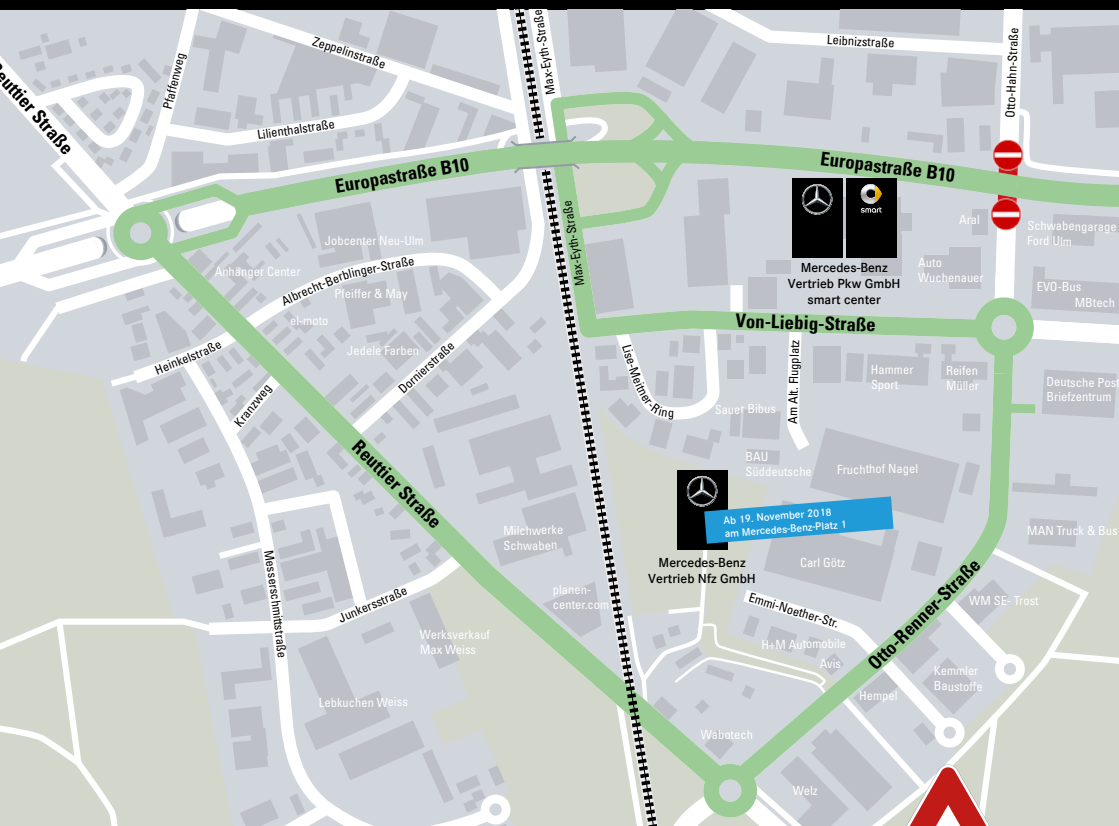 Reuttier Straße
Pfaffenweg
Zeppelinstraße
Max-Eyth-Straße
Leibnizstraße
Otto-Hahn-Straße
Lilienthalstraße
Europastraße B10
Europastraße B10
smart
Aral
Schwabengarage
Ford Ulm
Max-Eyth-Straße
Jobcenter Neu-Ulm
Anhänger Center
Albrecht-Berblinger-Straße
Pfeiffer & May
el-moto
Mercedes-Benz
Vertrieb Pkw GmbH
smart center
Auto
Wuchenauer
EVO-Bus
MBtech
Von-Liebig-Straße
Heinkelstraße
Jedele Farben
Dornierstraße
Kranzweg
Lise-Meitner-Ring
Am Alt. Flugplatz
Hammer
Sport
Reifen
Müller
Deutsche Post
Briefzentrum
Sauer Bibus
BAU
Süddeutsche
Fruchthof Nagel
Reuttier Straße
Ab 19. November 2018
am Mercedes-Benz-Platz 1
Milchwerke
Schwaben
MAN Truck & Bus
Mercedes-Benz
Vertrieb Nfz GmbH
Carl Götz
planen-
center.com
Messerschmittstraße
Junkersstraße
Emmi-Noether-Str.
WM SE- Trost
Otto-Renner-Straße
Werksverkauf
Max Weiss
H+M Automobile
Avis
Kemmler
Baustoffe
Hempel
Lebkuchen Weiss
Wabotech
Welz